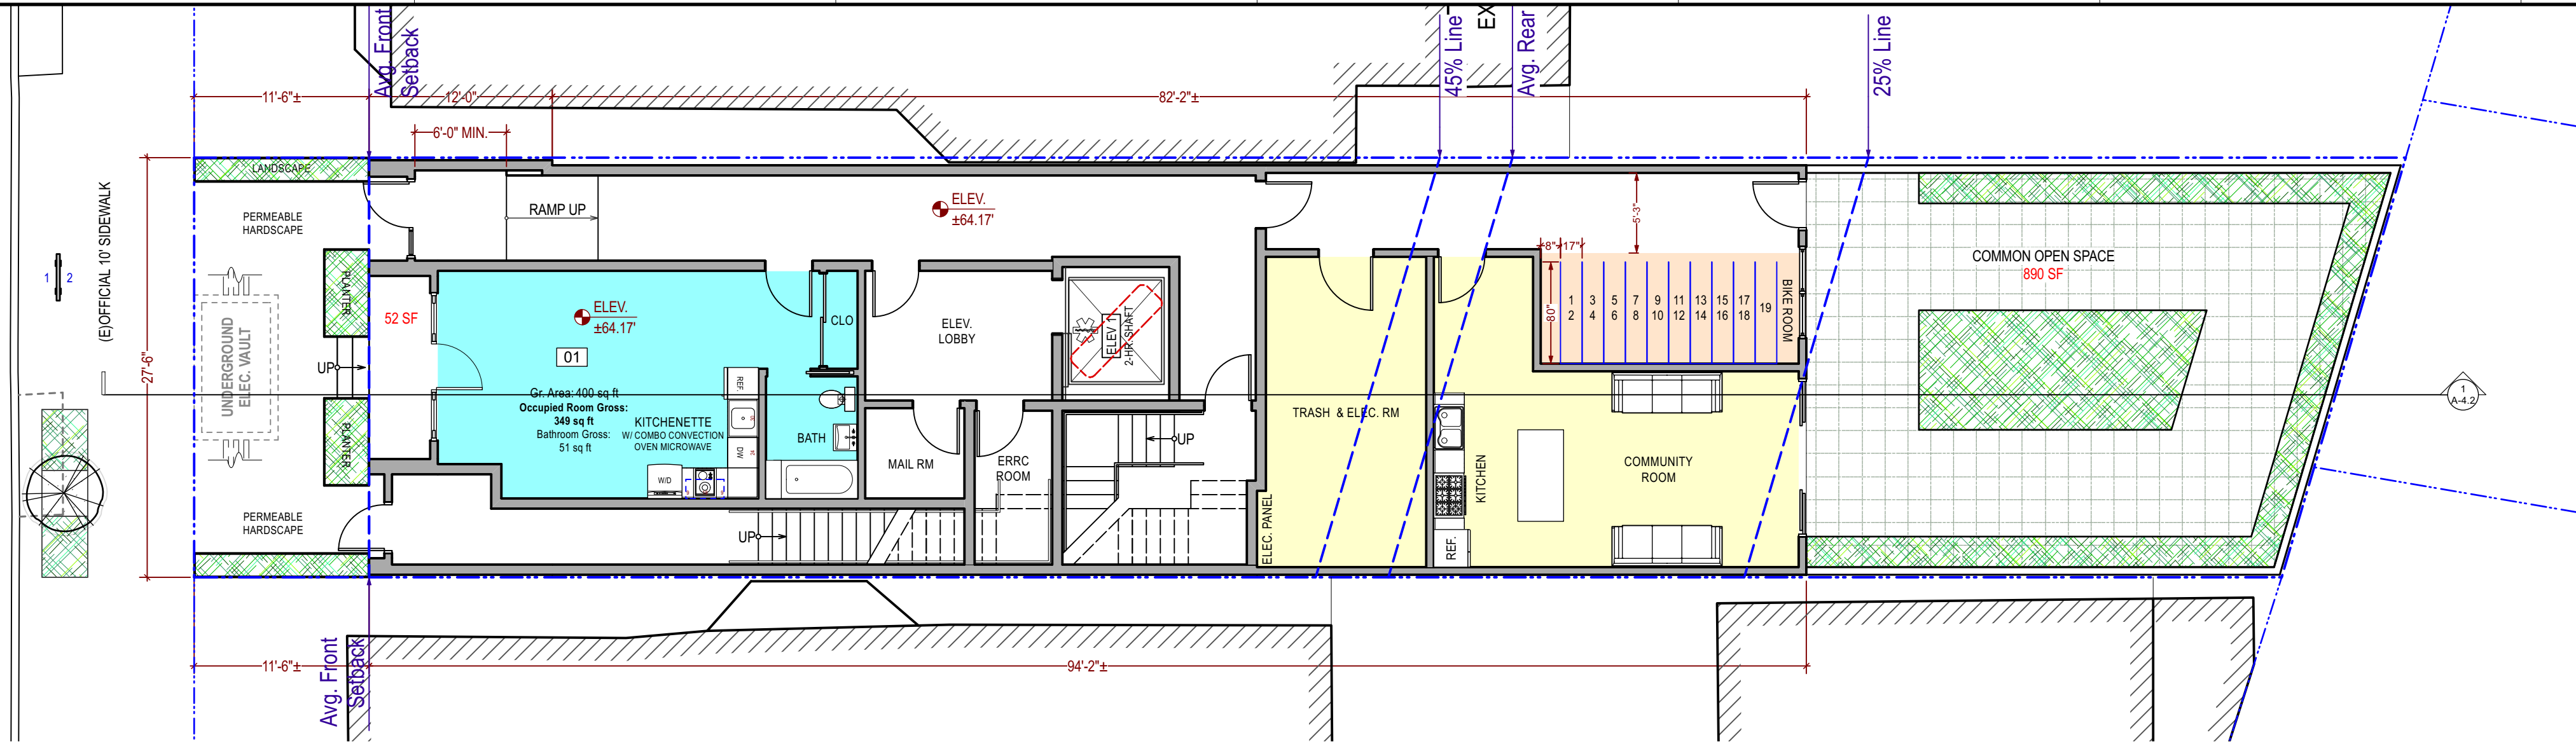 Avg. Front
Setback
45% Line
EX
Avg. Rear
25% Line
11'-6"±
12'-0"
82'-2"±
6'-0" MIN.
(E)OFFICIAL 10' SIDEWALK
1
2
27'-6"±
LANDSCAPE
PERMEABLE
HARDSCAPE
RAMP UP
ELEV.
±64.17'
5'-3"
8"
17"
80"
COMMON OPEN SPACE
890 SF
UNDERGROUND
ELEC. VAULT
PLANTER
UP
PLANTER
52 SF
ELEV.
±64.17'
01
CLO
ELEV.
LOBBY
ELEV 1
2-HR. SHAFT
1
2
3
4
5
6
7
8
9
10
11
12
13
14
15
16
17
18
19
BIKE ROOM
Gr. Area: 400 sq ft
Occupied Room Gross:
349 sq ft
Bathroom Gross:
51 sq ft
KITCHENETTE
W/ COMBO CONVECTION
OVEN MICROWAVE
REF
DW
W/D
BATH
MAIL RM
ERRC
ROOM
UP
UP
TRASH & ELEC. RM
ELEC. PANEL
KITCHEN
REF.
COMMUNITY
ROOM
1
A-4.2
PERMEABLE
HARDSCAPE
11'-6"±
94'-2"±
Avg. Front
Setback